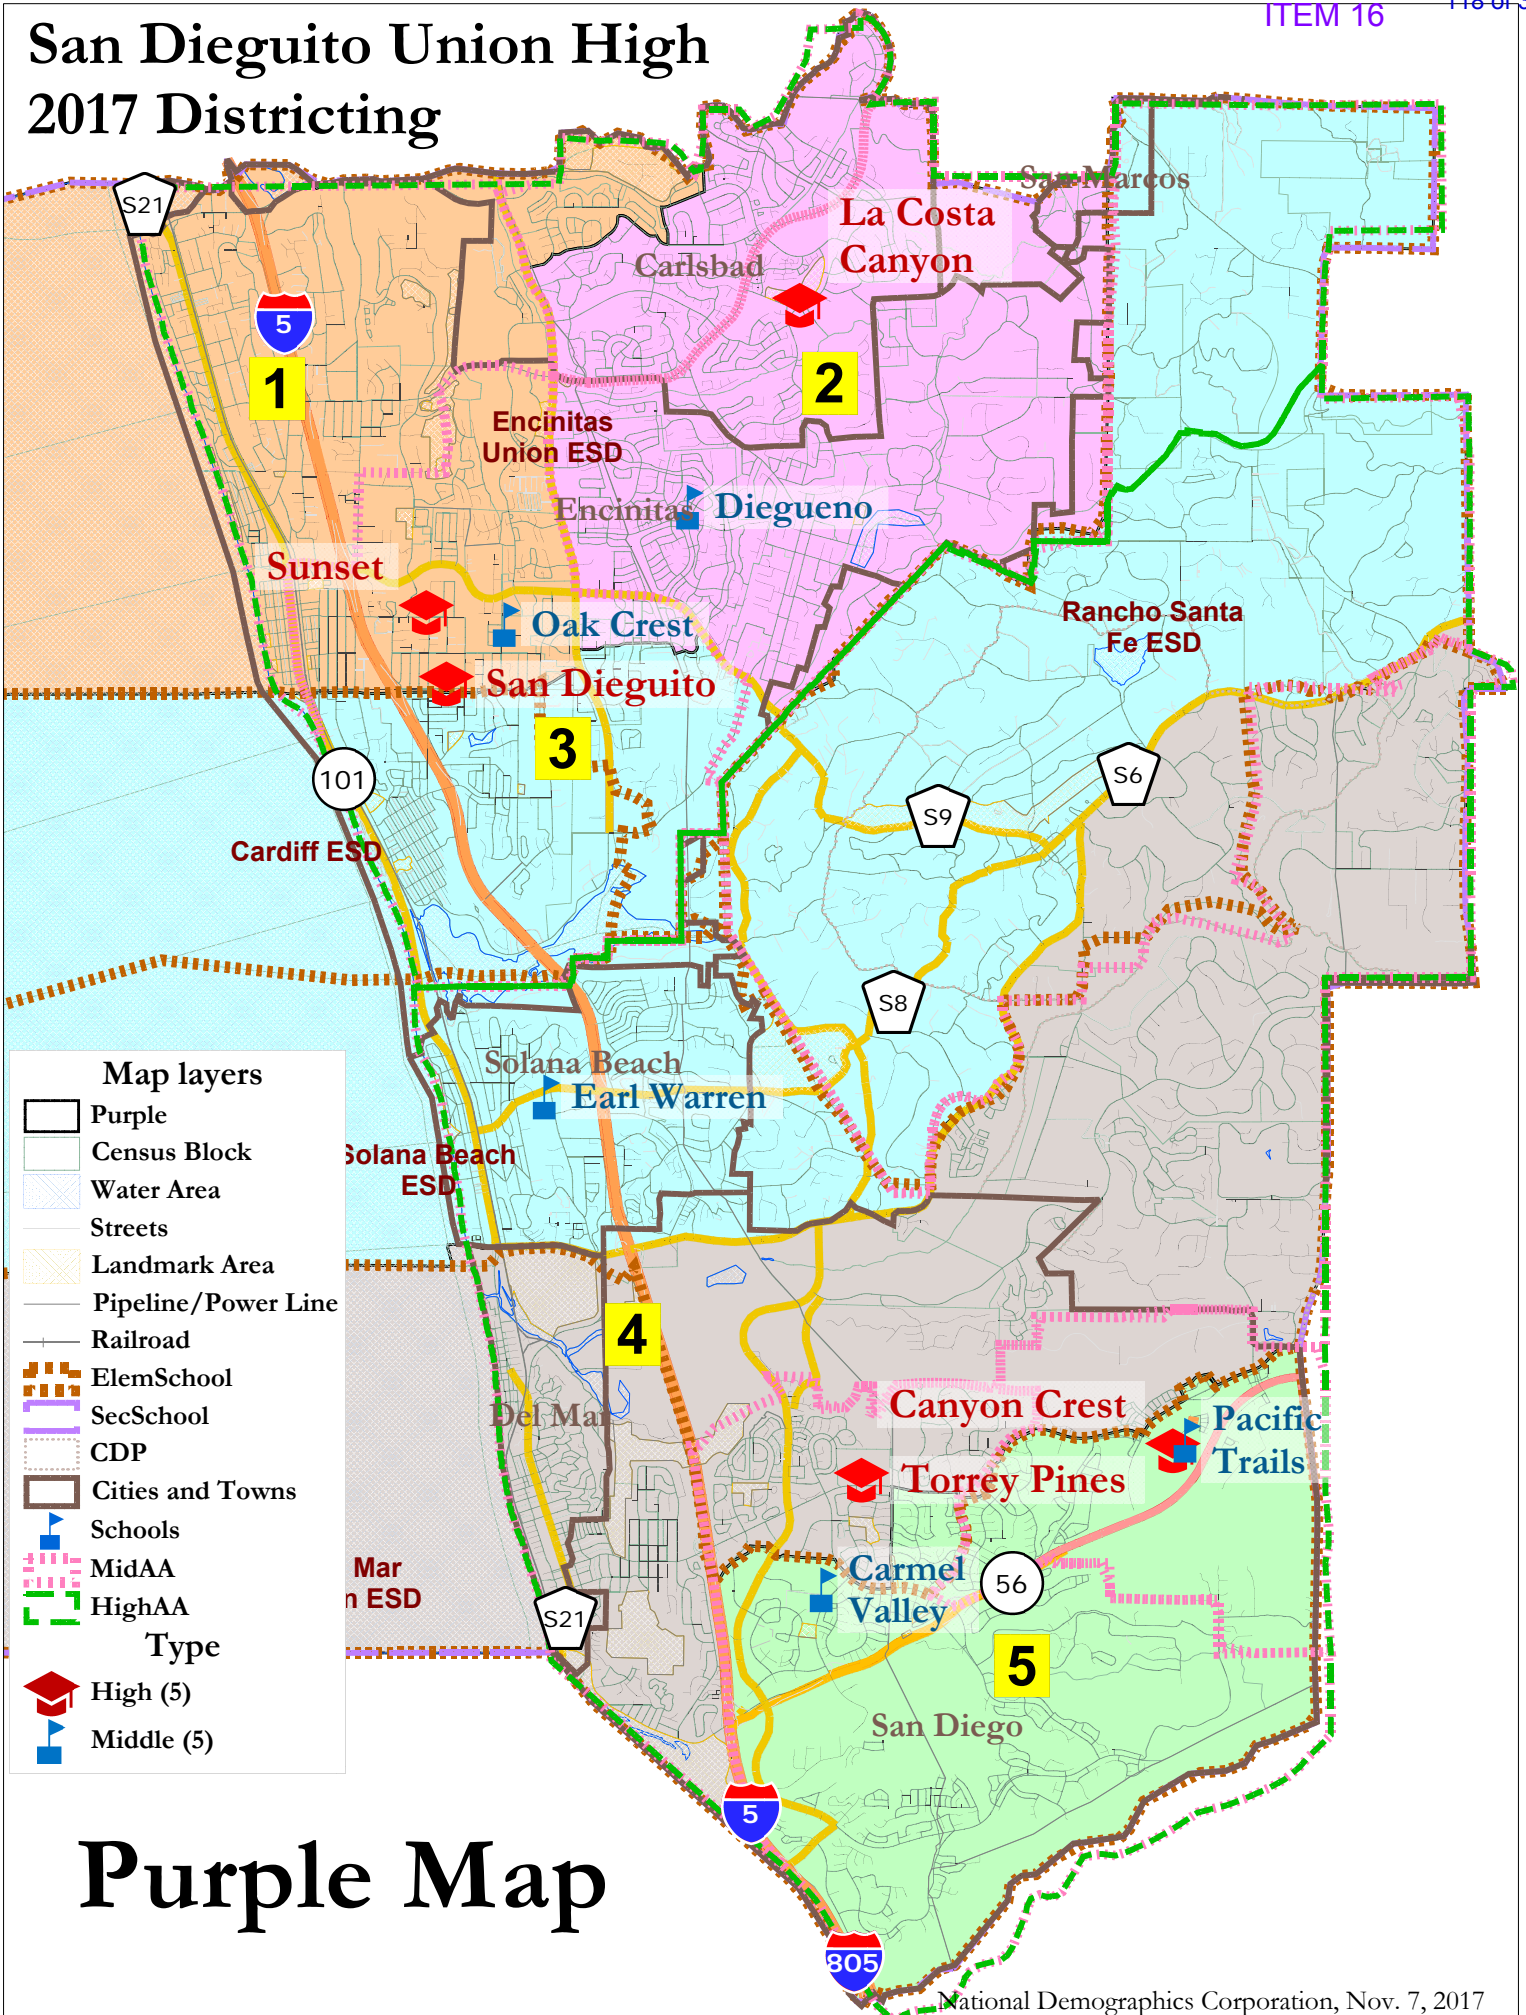 ITEM 16
San Dieguito Union High
2017 Districting
S21
5
1
San Marcos
La Costa
Canyon
Carlsbad
2
Encinitas
Union ESD
Encinitas
Diegueno
Sunset
Oak Crest
San Dieguito
Rancho Santa
Fe ESD
3
101
S6
S9
Cardiff ESD
S8
Solana Beach
Earl Warren
Solana Beach
ESD
Map layers
Purple
Census Block
Water Area
Streets
Landmark Area
Pipeline/Power Line
Railroad
ElemSchool
SecSchool
CDP
Cities and Towns
Schools
MidAA
HighAA
Type
High (5)
Middle (5)
4
Del Mar
Canyon Crest
Pacific
Trails
Torrey Pines
Mar
n ESD
Carmel
Valley
56
S21
5
San Diego
5
Purple Map
805
National Demographics Corporation, Nov. 7, 2017